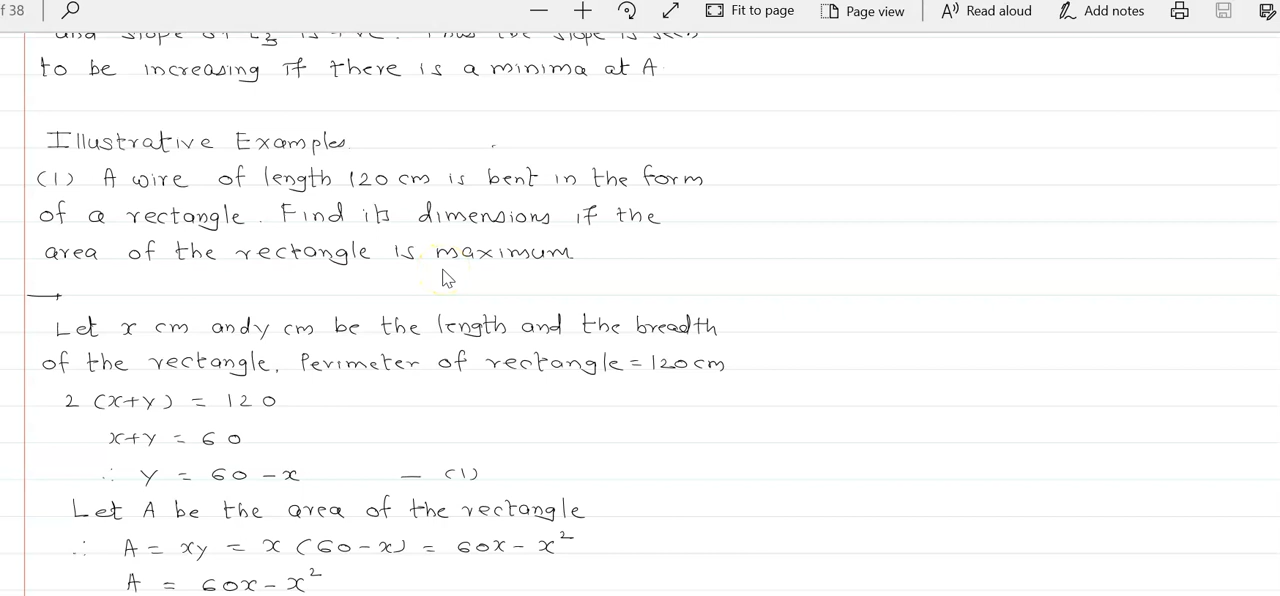 f 38
Fit to page
Page view
Read aloud
Add notes
to be increasing if there is a minima at A.
Illustrative Examples.
(1) A wire of length 120 cm is bent in the form
of a rectangle. Find its dimensions if the
area of the rectangle is maximum
Let x cm and y cm be the length and the breadth
of the rectangle. Perimeter of rectangle = 120 cm
2 (x+y) = 120
x+y = 60
∴ y = 60 - x — (1)
Let A be the area of the rectangle
∴ A = xy = x (60-x) = 60x - x²
A = 60x - x²